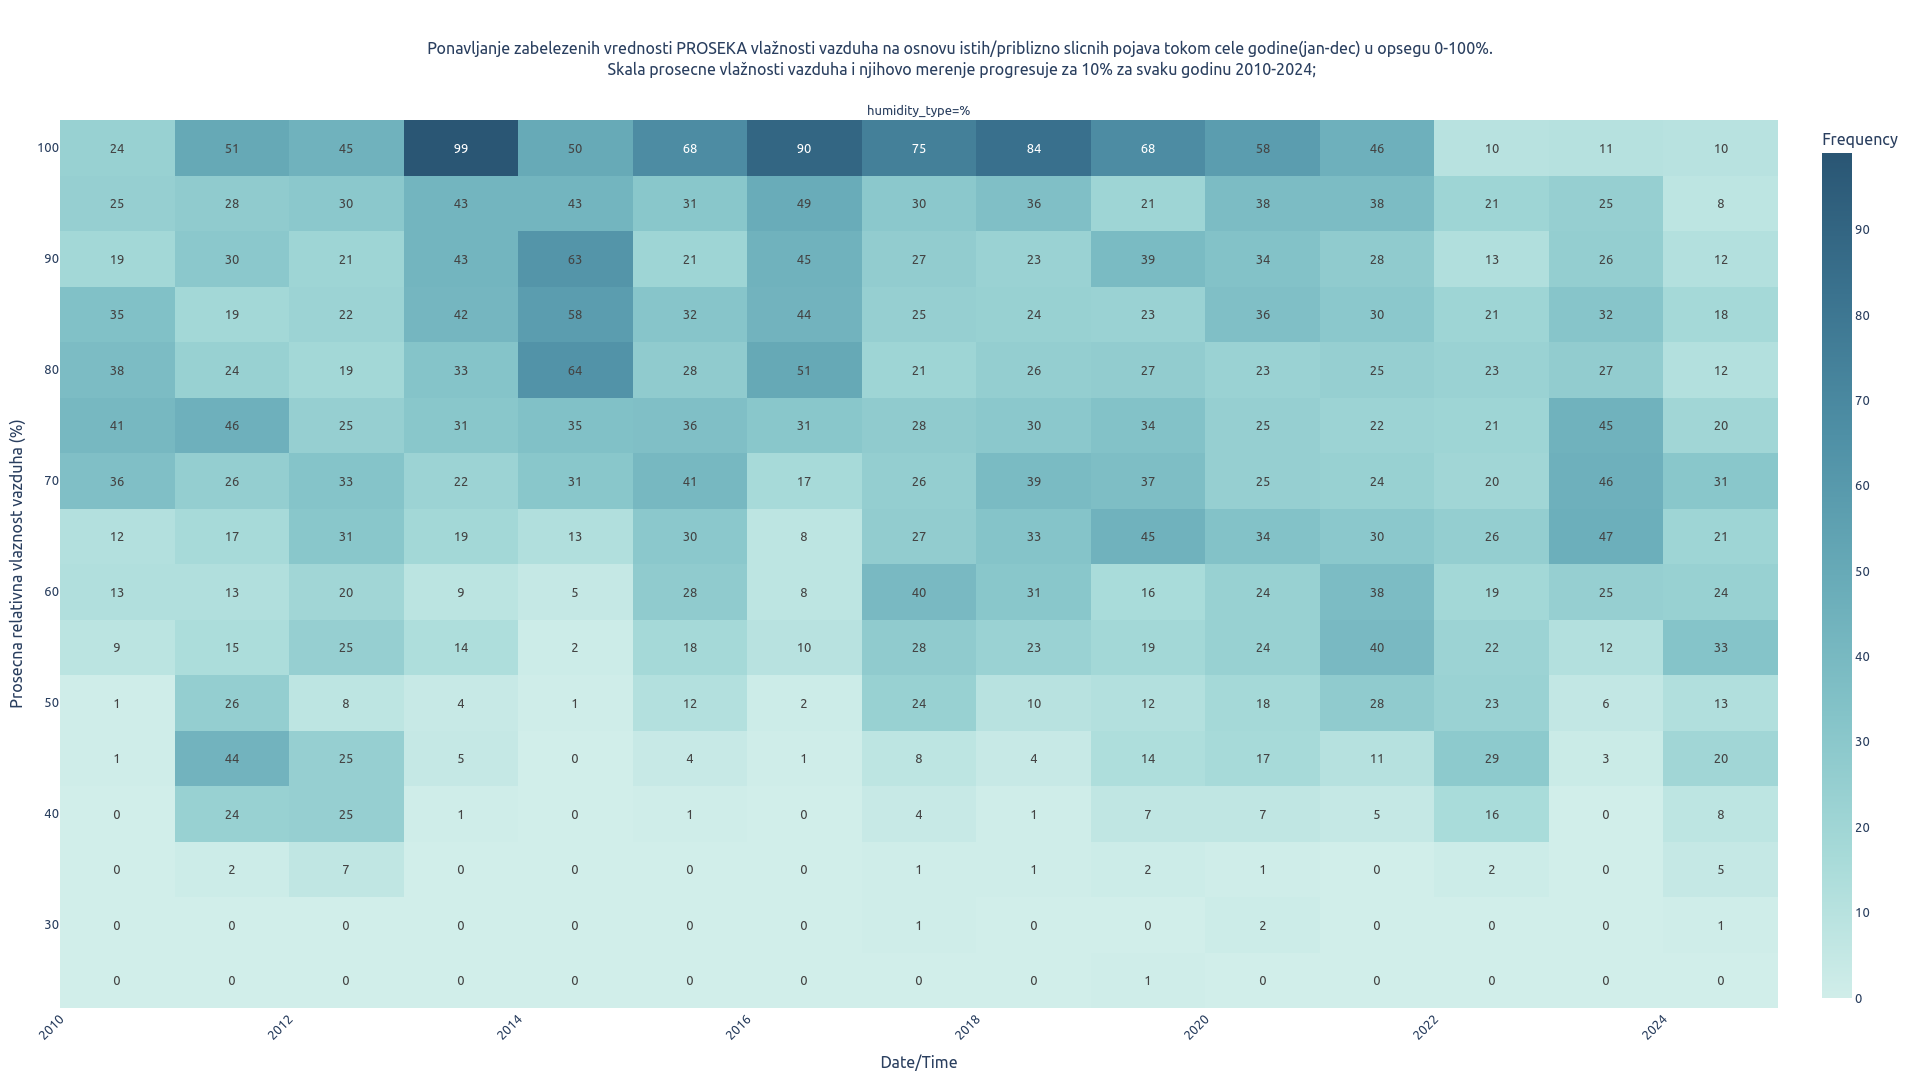 Ponavljanje zabelezenih vrednosti PROSEKA vlažnosti vazduha na osnovu istih/priblizno slicnih pojava tokom cele godine(jan-dec) u opsegu 0-100%.
Skala prosecne vlažnosti vazduha i njihovo merenje progresuje za 10% za svaku godinu 2010-2024;
humidity_type=%
Frequency
100 24 51 45 99 50 68 90 75 84 68 58 46 10 11 10
25 28 30 43 43 31 49 30 36 21 38 38 21 25 8
90 19 30 21 43 63 21 45 27 23 39 34 28 13 26 12
35 19 22 42 58 32 44 25 24 23 36 30 21 32 18
80 38 24 19 33 64 28 51 21 26 27 23 25 23 27 12
41 46 25 31 35 36 31 28 30 34 25 22 21 45 20
70 36 26 33 22 31 41 17 26 39 37 25 24 20 46 31
12 17 31 19 13 30 8 27 33 45 34 30 26 47 21
60 13 13 20 9 5 28 8 40 31 16 24 38 19 25 24
9 15 25 14 2 18 10 28 23 19 24 40 22 12 33
50 1 26 8 4 1 12 2 24 10 12 18 28 23 6 13
1 44 25 5 0 4 1 8 4 14 17 11 29 3 20
40 0 24 25 1 0 1 0 4 1 7 7 5 16 0 8
0 2 7 0 0 0 0 1 1 2 1 0 2 0 5
30 0 0 0 0 0 0 0 1 0 0 2 0 0 0 1
0 0 0 0 0 0 0 0 0 1 0 0 0 0 0
2010 2012 2014 2016 2018 2020 2022 2024
Date/Time
Prosecna relativna vlaznost vazduha (%)
90
80
70
60
50
40
30
20
10
0